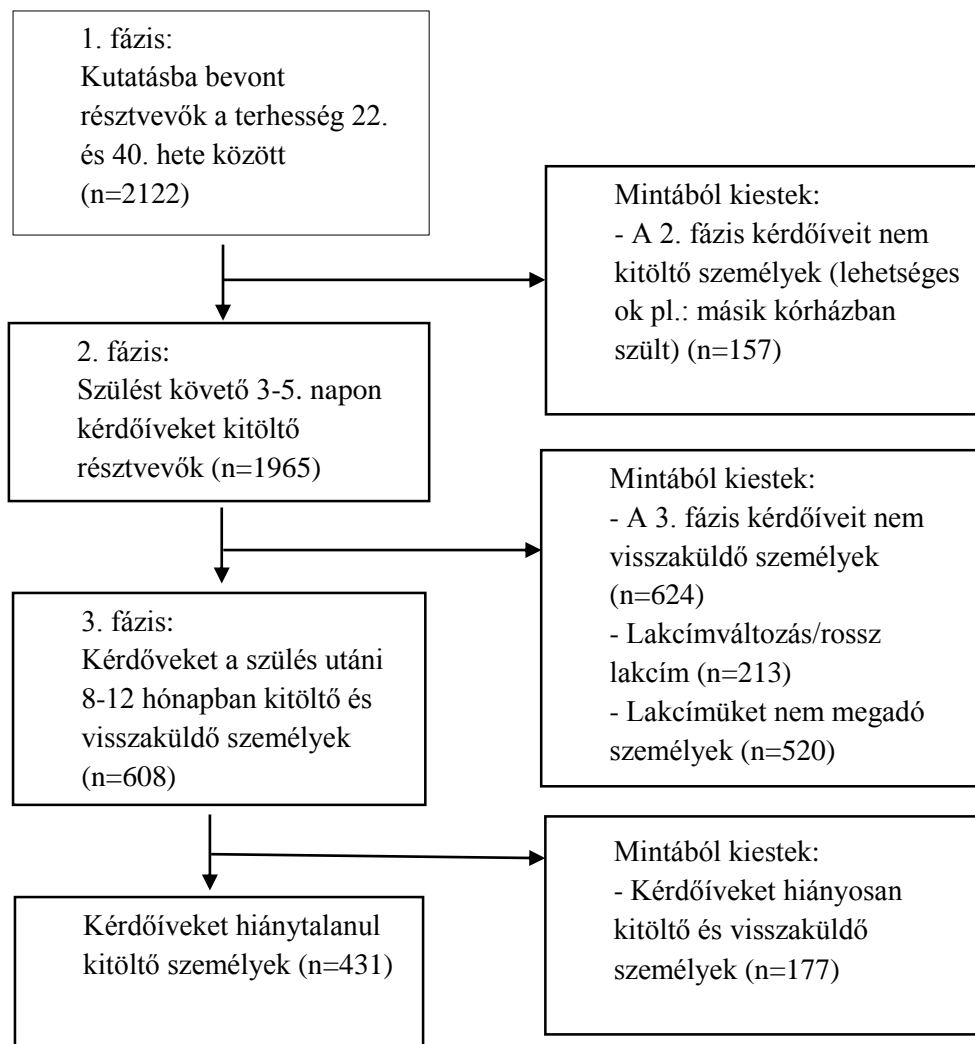 1. fázis:
Kutatásba bevont
résztvevők a terhesség 22.
és 40. hete között
(n=2122)
Mintából kiestek:
- A 2. fázis kérdőíveit nem
kitöltő személyek (lehetséges
ok pl.: másik kórházban
szült) (n=157)
2. fázis:
Szülést követő 3-5. napon
kérdőíveket kitöltő
résztvevők (n=1965)
Mintából kiestek:
- A 3. fázis kérdőíveit nem
visszaküldő személyek
(n=624)
- Lakcímváltozás/rossz
lakcím (n=213)
- Lakcímüket nem megadó
személyek (n=520)
3. fázis:
Kérdőveket a szülés utáni
8-12 hónapban kitöltő és
visszaküldő személyek
(n=608)
Mintából kiestek:
- Kérdőíveket hiányosan
kitöltő és visszaküldő
személyek (n=177)
Kérdőíveket hiánytalanul
kitöltő személyek (n=431)